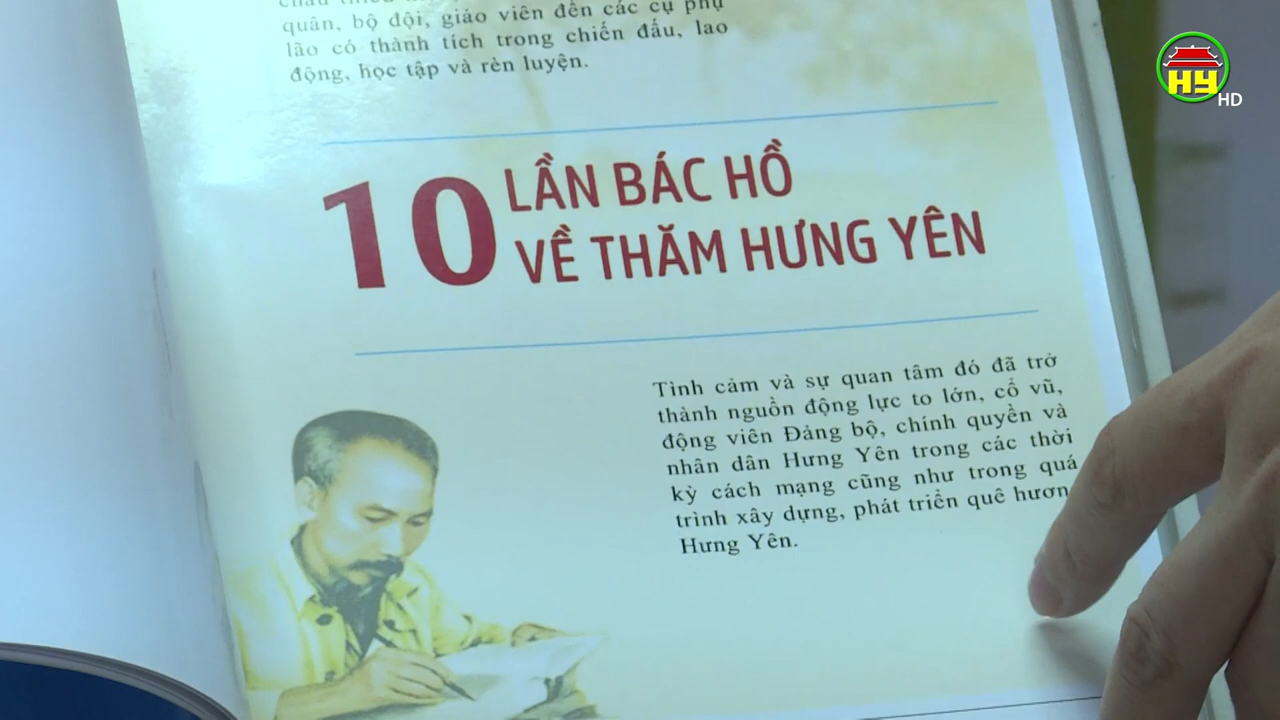 quân, bộ đội, giáo viên đến các cụ phụ
lão có thành tích trong chiến đấu, lao
động, học tập và rèn luyện.
10 LẦN BÁC HỒ
VỀ THĂM HƯNG YÊN
Tình cảm và sự quan tâm đó đã trở
thành nguồn động lực to lớn, cổ vũ,
động viên Đảng bộ, chính quyền và
nhân dân Hưng Yên trong các thời
kỳ cách mạng cũng như trong quá
trình xây dựng, phát triển quê hươn
Hưng Yên.
HY
HD